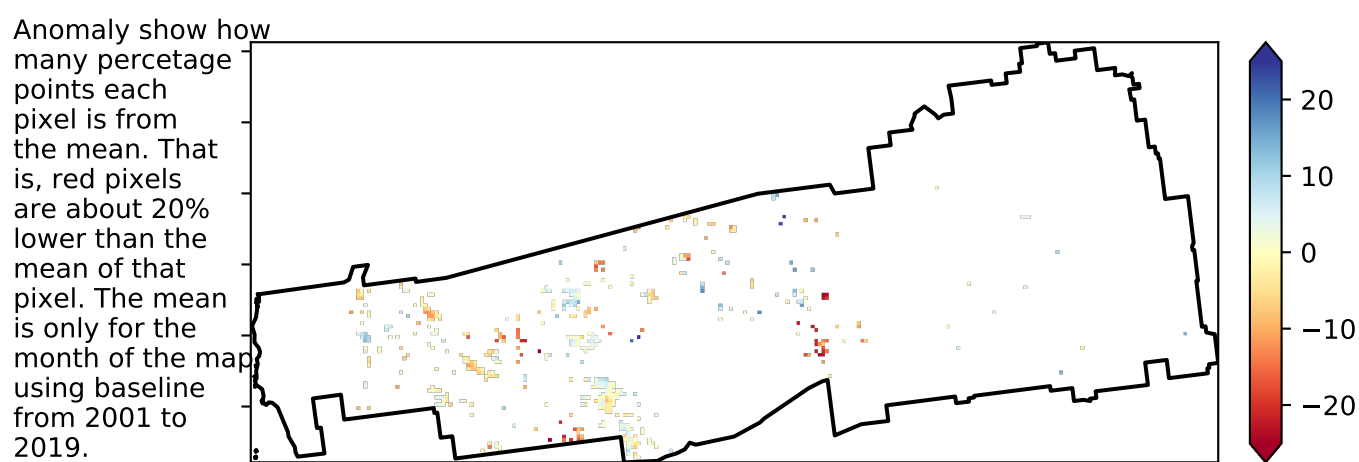 Anomaly show how
many percetage
points each
pixel is from
the mean. That
is, red pixels
are about 20%
lower than the
mean of that
pixel. The mean
is only for the
month of the map
using baseline
from 2001 to
2019.
20
10
0
−10
−20